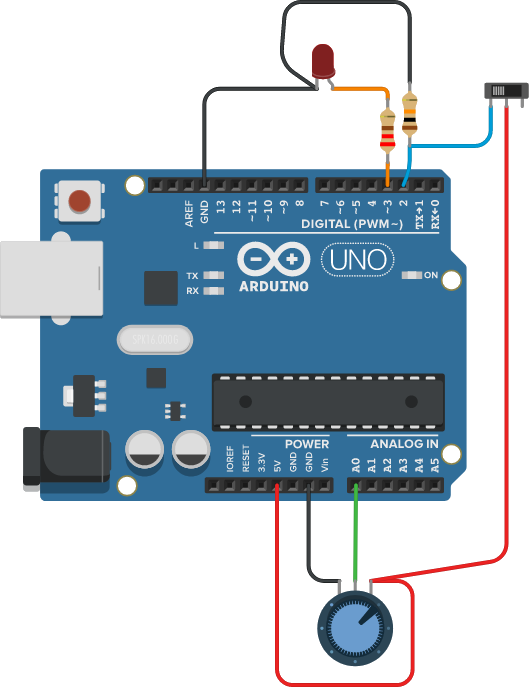 AREF
GND
13
12
~11
~10
~9
8
7
~6
~5
4
~3
2
TX→1
RX←0
DIGITAL (PWM~)
L
TX
RX
ARDUINO
UNO
ON
SPK16.000G
POWER
ANALOG IN
IOREF
RESET
3.3V
5V
GND
GND
Vin
A0
A1
A2
A3
A4
A5